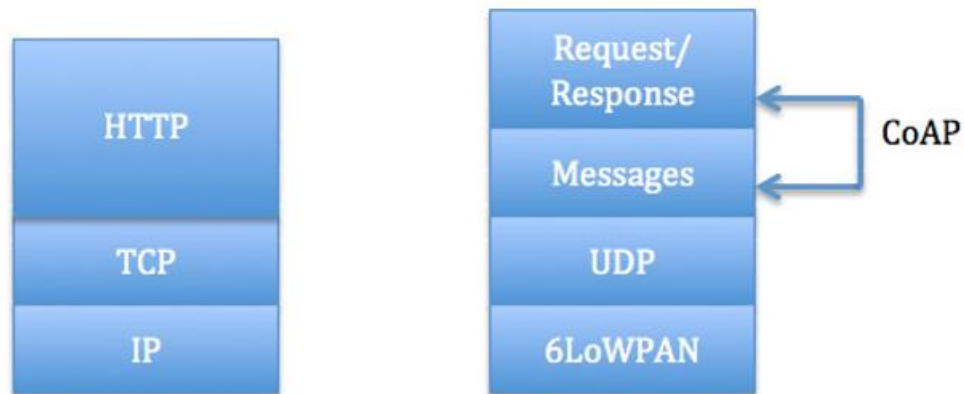 HTTP
TCP
IP
Request/
Response
Messages
UDP
6LoWPAN
CoAP